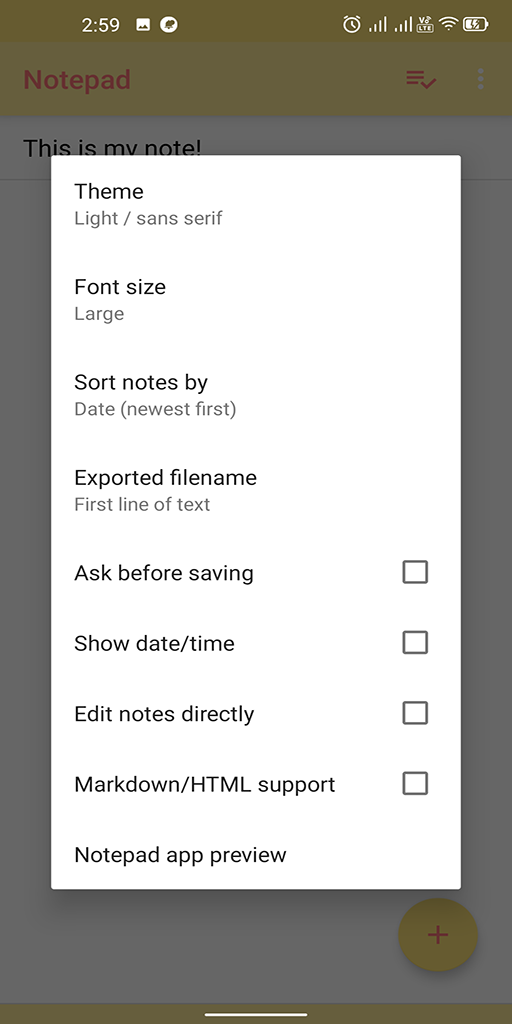 2:59
Vo
LTE
Notepad
This is my note!
Theme
Light / sans serif
Font size
Large
Sort notes by
Date (newest first)
Exported filename
First line of text
Ask before saving
Show date/time
Edit notes directly
Markdown/HTML support
Notepad app preview